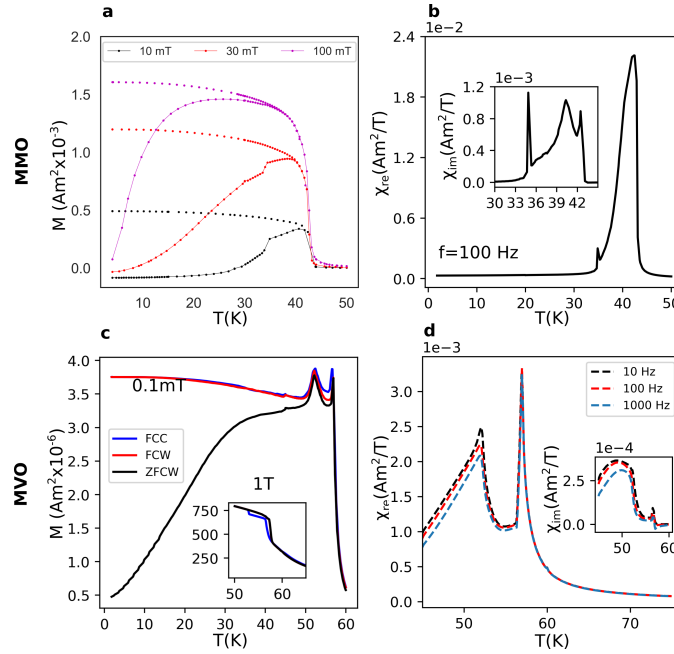 a
b
MMO
M (Am²x10⁻³)
2.0
1.5
1.0
0.5
0.0
10 mT
30 mT
100 mT
10
20
30
40
50
T(K)
1e−2
χre(Am²/T)
2.4
1.8
1.2
0.6
0.0
1e−3
χim(Am²/T)
1.2
0.8
0.4
0.0
30 33 36 39 42
f=100 Hz
0
10
20
30
40
50
T(K)
c
d
MVO
M (Am²x10⁻⁶)
4.0
3.5
3.0
2.5
2.0
1.5
1.0
0.5
0.1mT
FCC
FCW
ZFCW
1T
750
500
250
50
60
0
10
20
30
40
50
60
T(K)
1e−3
χre(Am²/T)
3.0
2.5
2.0
1.5
1.0
0.5
0.0
10 Hz
100 Hz
1000 Hz
1e−4
χim(Am²/T)
2.5
0.0
50
60
50
60
70
T(K)